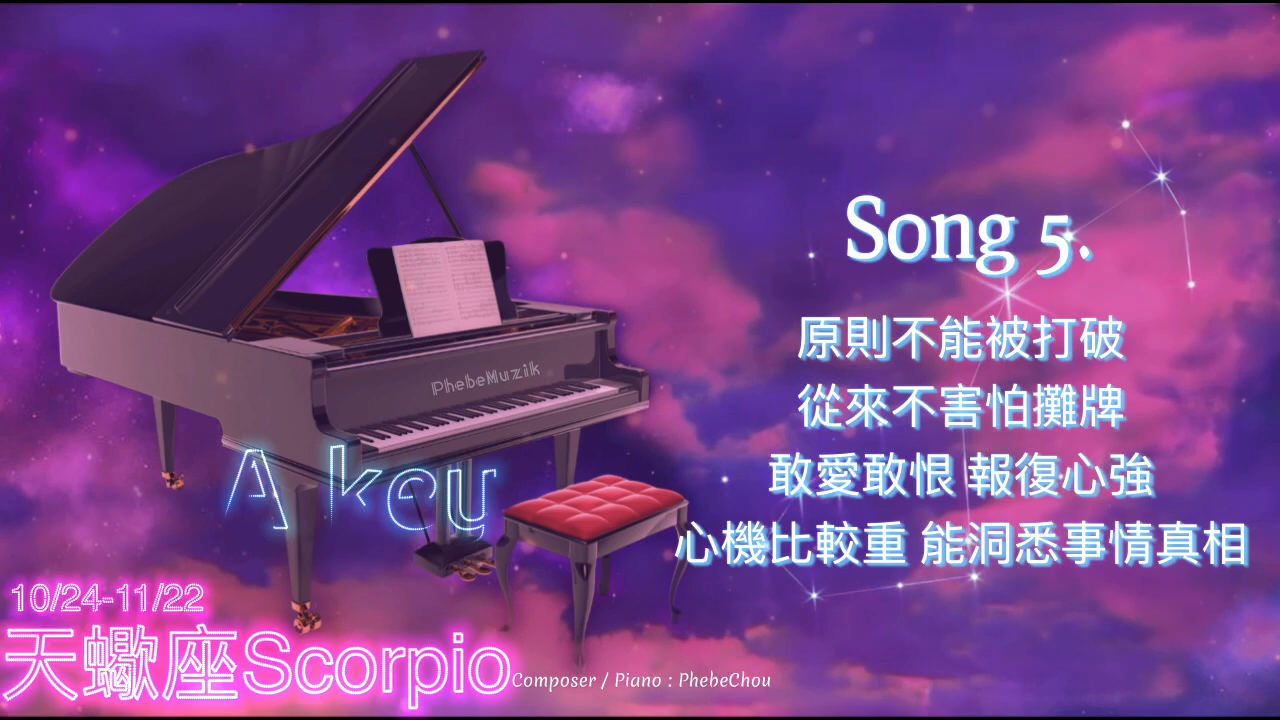 Song 5.
原則不能被打破
從來不害怕攤牌
敢愛敢恨 報復心強
心機比較重 能洞悉事情真相
PhebeMuzik
A key
10/24-11/22
天蠍座Scorpio
Composer / Piano : PhebeChou